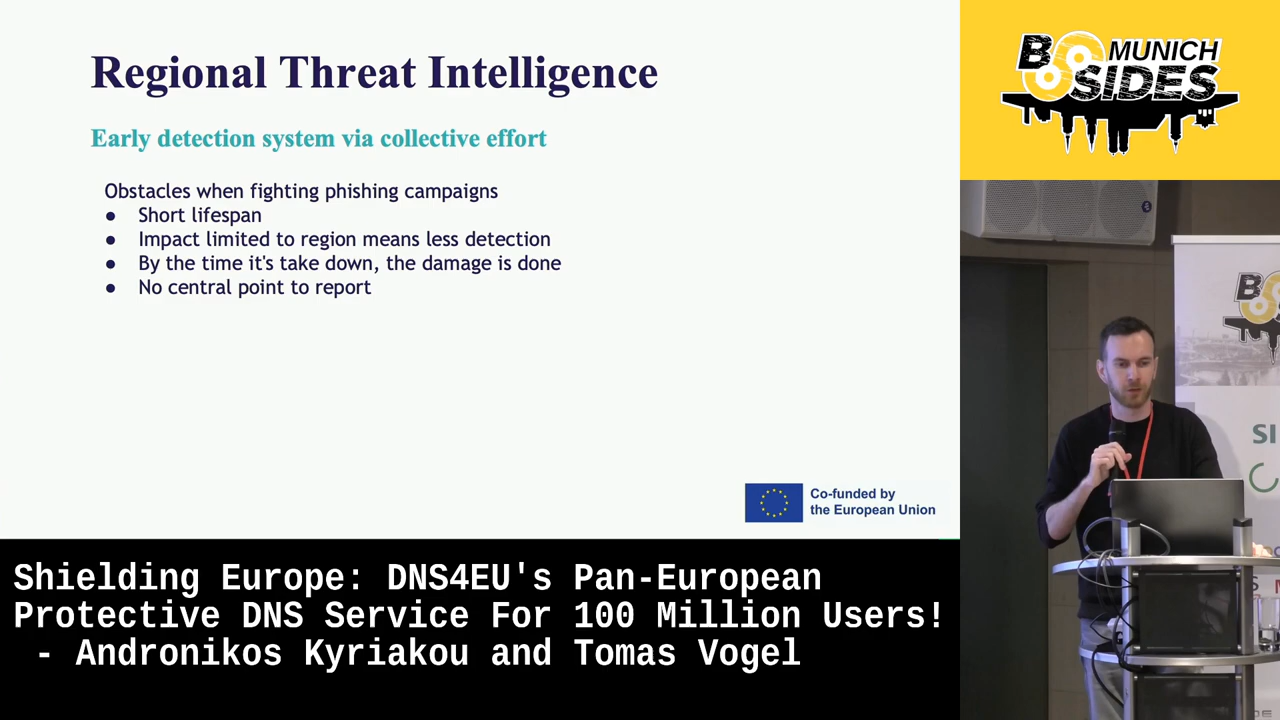 Regional Threat Intelligence
Early detection system via collective effort
Obstacles when fighting phishing campaigns
● Short lifespan
● Impact limited to region means less detection
● By the time it's take down, the damage is done
● No central point to report
Co-funded by
the European Union
Shielding Europe: DNS4EU's Pan-European
Protective DNS Service For 100 Million Users!
- Andronikos Kyriakou and Tomas Vogel
BSIDES
MUNICH
B
SI